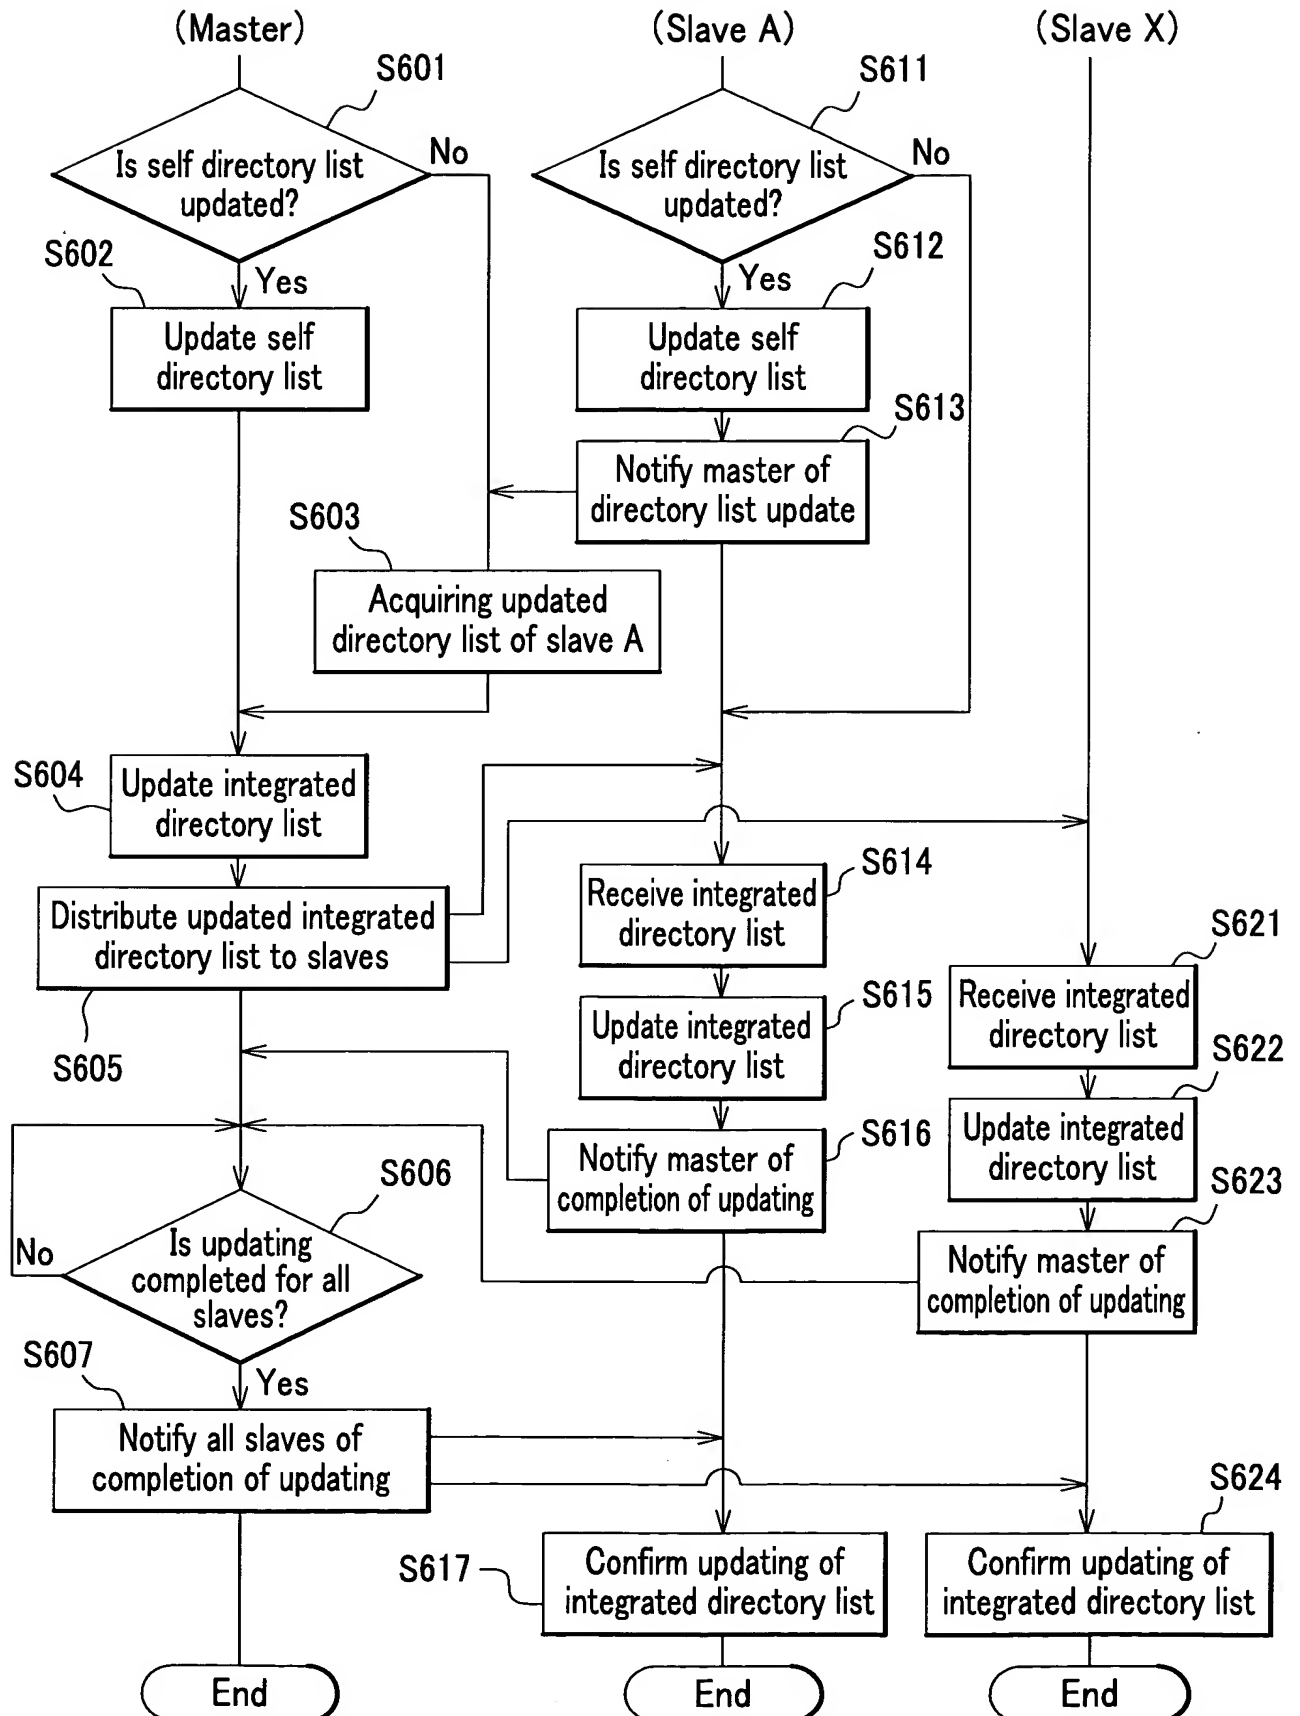 (Master)
(Slave A)
(Slave X)
S601
S611
Is self directory list
updated?
No
Is self directory list
updated?
No
S602
Yes
S612
Yes
Update self
directory list
Update self
directory list
S613
Notify master of
directory list update
S603
Acquiring updated
directory list of slave A
S604
Update integrated
directory list
S614
Receive integrated
directory list
Distribute updated integrated
directory list to slaves
S605
S621
Receive integrated
directory list
S615
Update integrated
directory list
S622
Update integrated
directory list
S616
Notify master of
completion of updating
S606
No
Is updating
completed for all
slaves?
S623
Notify master of
completion of updating
S607
Yes
Notify all slaves of
completion of updating
S617
Confirm updating of
integrated directory list
S624
Confirm updating of
integrated directory list
End
End
End